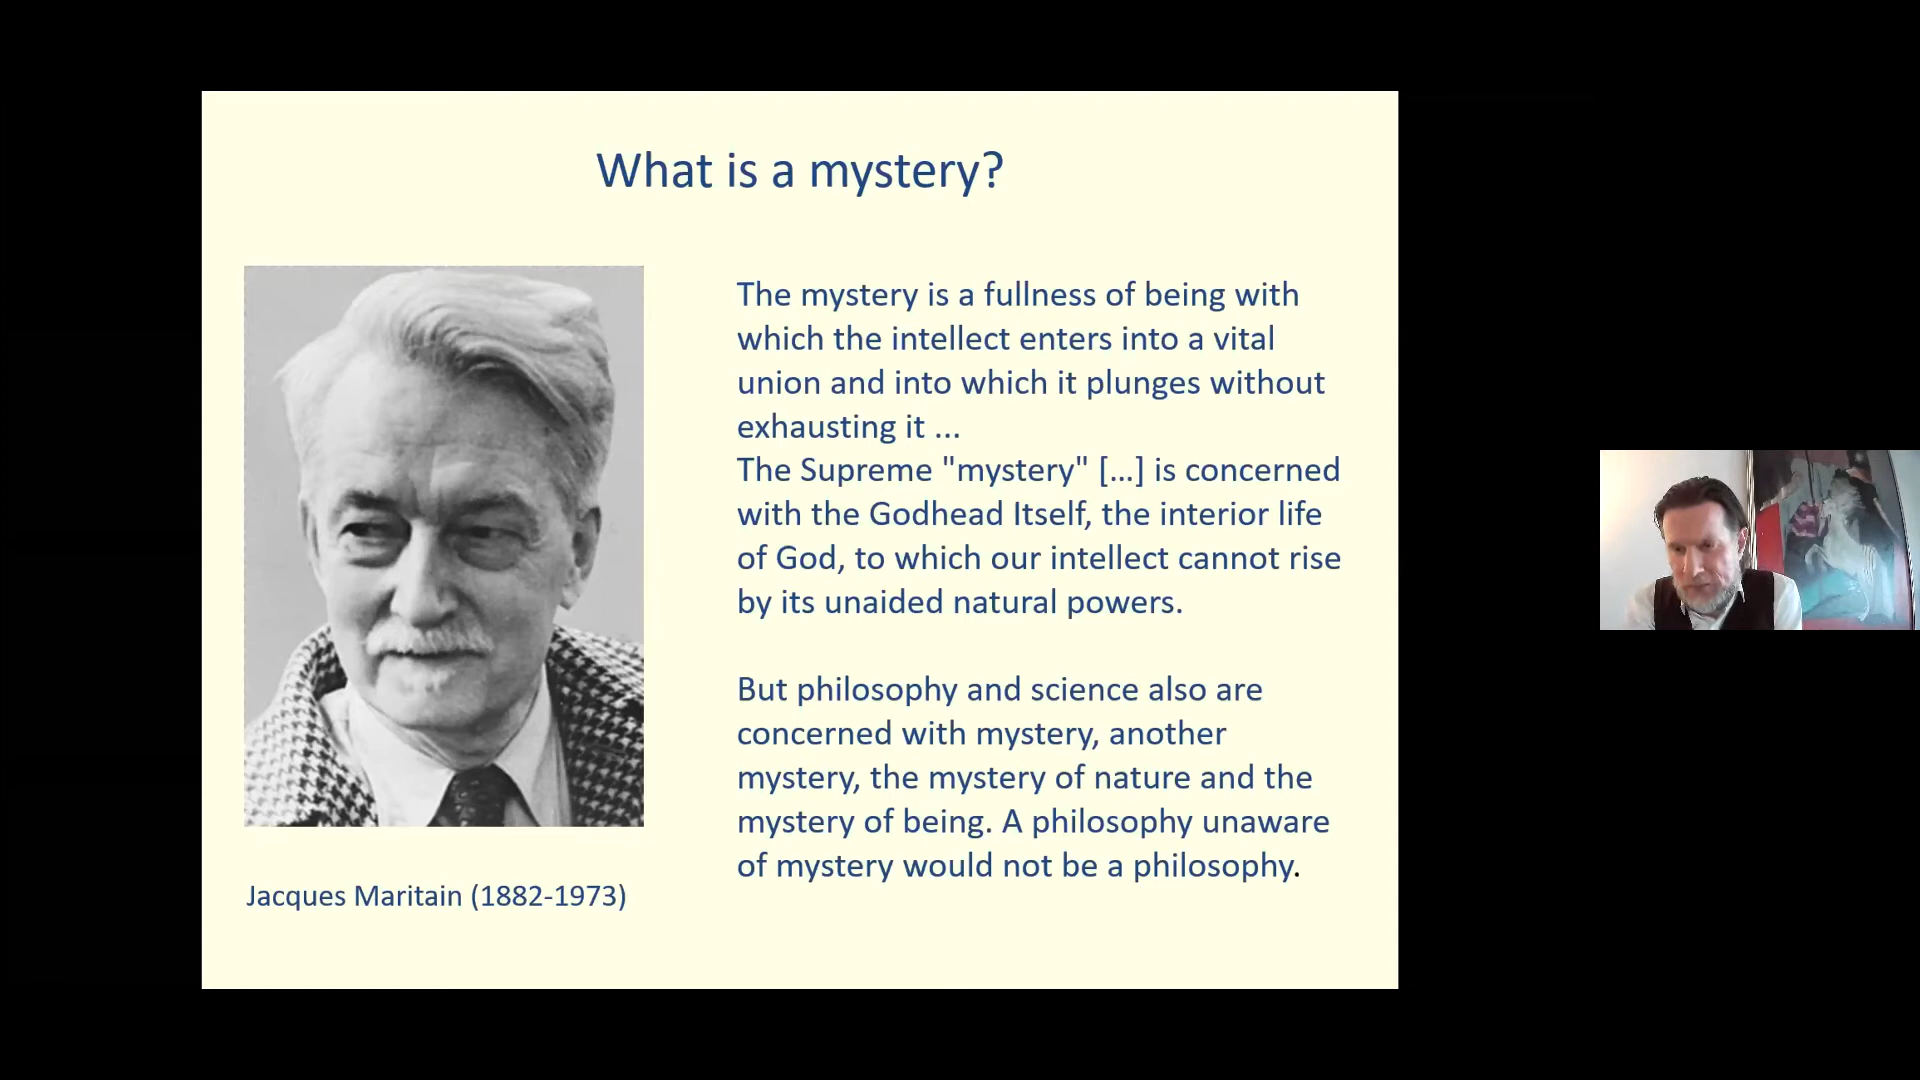 What is a mystery?
The mystery is a fullness of being with
which the intellect enters into a vital
union and into which it plunges without
exhausting it ...
The Supreme "mystery" [...] is concerned
with the Godhead Itself, the interior life
of God, to which our intellect cannot rise
by its unaided natural powers.
But philosophy and science also are
concerned with mystery, another
mystery, the mystery of nature and the
mystery of being. A philosophy unaware
of mystery would not be a philosophy.
Jacques Maritain (1882-1973)